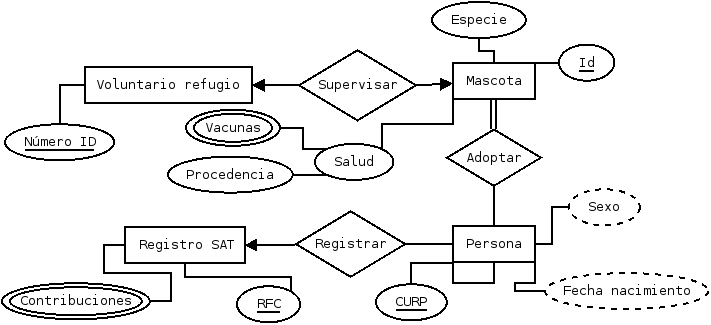 Especie
Voluntario refugio
Supervisar
Mascota
Id
Número ID
Vacunas
Procedencia
Salud
Adoptar
Sexo
Registro SAT
Registrar
Persona
Contribuciones
RFC
CURP
Fecha nacimiento